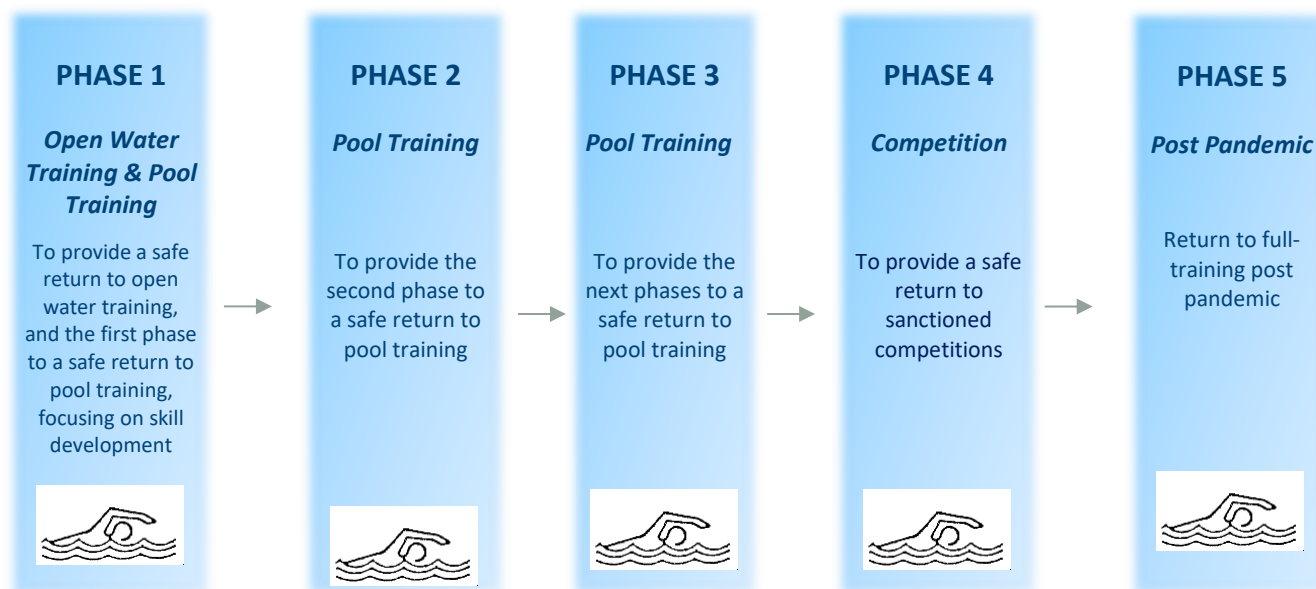 PHASE 1
Open Water
Training & Pool
Training
To provide a safe
return to open
water training,
and the first phase
to a safe return to
pool training,
focusing on skill
development
PHASE 2
Pool Training
To provide the
second phase to
a safe return to
pool training
PHASE 3
Pool Training
To provide the
next phases to a
safe return to
pool training
PHASE 4
Competition
To provide a safe
return to
sanctioned
competitions
PHASE 5
Post Pandemic
Return to full-
training post
pandemic